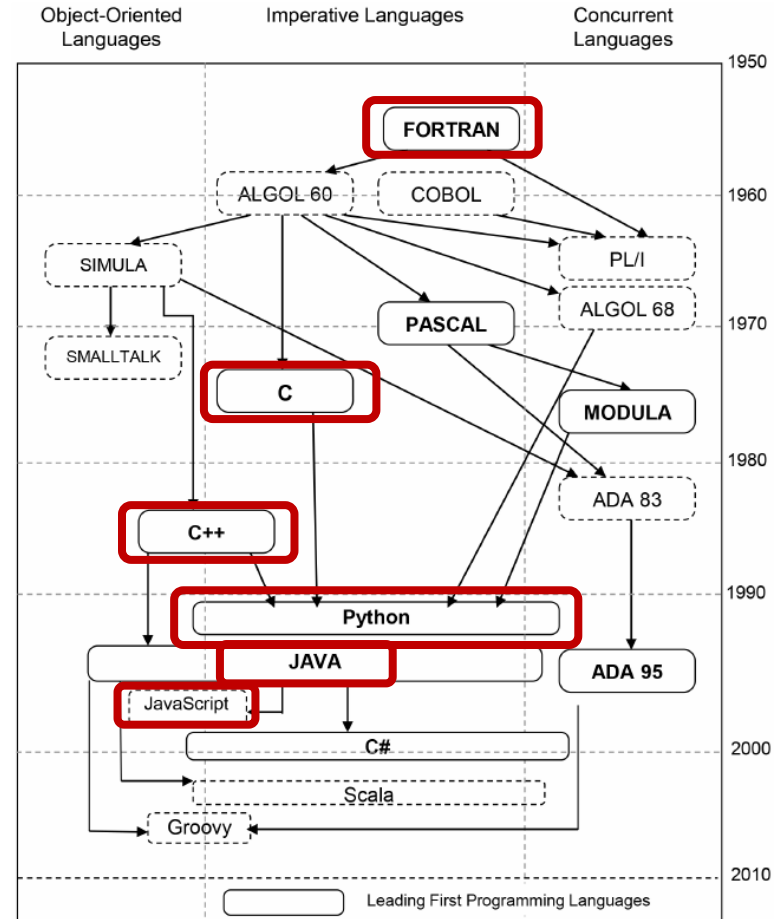 Object-Oriented
Languages
Imperative Languages
Concurrent
Languages
1950
FORTRAN
ALGOL 60
COBOL
1960
SIMULA
PL/I
ALGOL 68
PASCAL
1970
SMALLTALK
C
MODULA
1980
ADA 83
C++
1990
Python
JAVA
ADA 95
JavaScript
C#
2000
Scala
Groovy
2010
Leading First Programming Languages